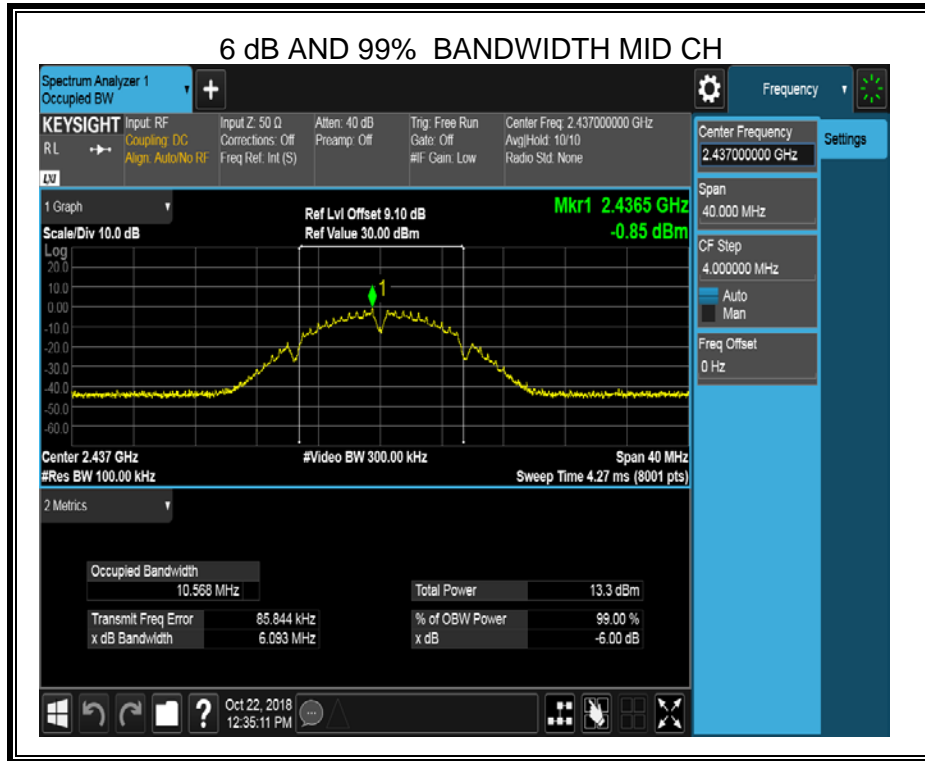 6 dB AND 99% BANDWIDTH MID CH
Spectrum Analyzer 1
Occupied BW
+
Frequency
KEYSIGHT
RL
LXI
Input: RF
Coupling: DC
Align: Auto/No RF
Input Z: 50 Ω
Corrections: Off
Freq Ref: Int (S)
Atten: 40 dB
Preamp: Off
Trig: Free Run
Gate: Off
#IF Gain: Low
Center Freq: 2.437000000 GHz
Avg|Hold: 10/10
Radio Std: None
Center Frequency
2.437000000 GHz
Settings
Span
40.000 MHz
CF Step
4.000000 MHz
Auto
Man
Freq Offset
0 Hz
1 Graph
Scale/Div 10.0 dB
Ref Lvl Offset 9.10 dB
Ref Value 30.00 dBm
Mkr1 2.4365 GHz
-0.85 dBm
Log
20.0
10.0
0.00
-10.0
-20.0
-30.0
-40.0
-50.0
-60.0
1
Center 2.437 GHz
#Video BW 300.00 kHz
Span 40 MHz
#Res BW 100.00 kHz
Sweep Time 4.27 ms (8001 pts)
2 Metrics
Occupied Bandwidth
10.568 MHz
Total Power 13.3 dBm
Transmit Freq Error 85.844 kHz
% of OBW Power 99.00 %
x dB Bandwidth 6.093 MHz
x dB -6.00 dB
?
Oct 22, 2018
12:35:11 PM